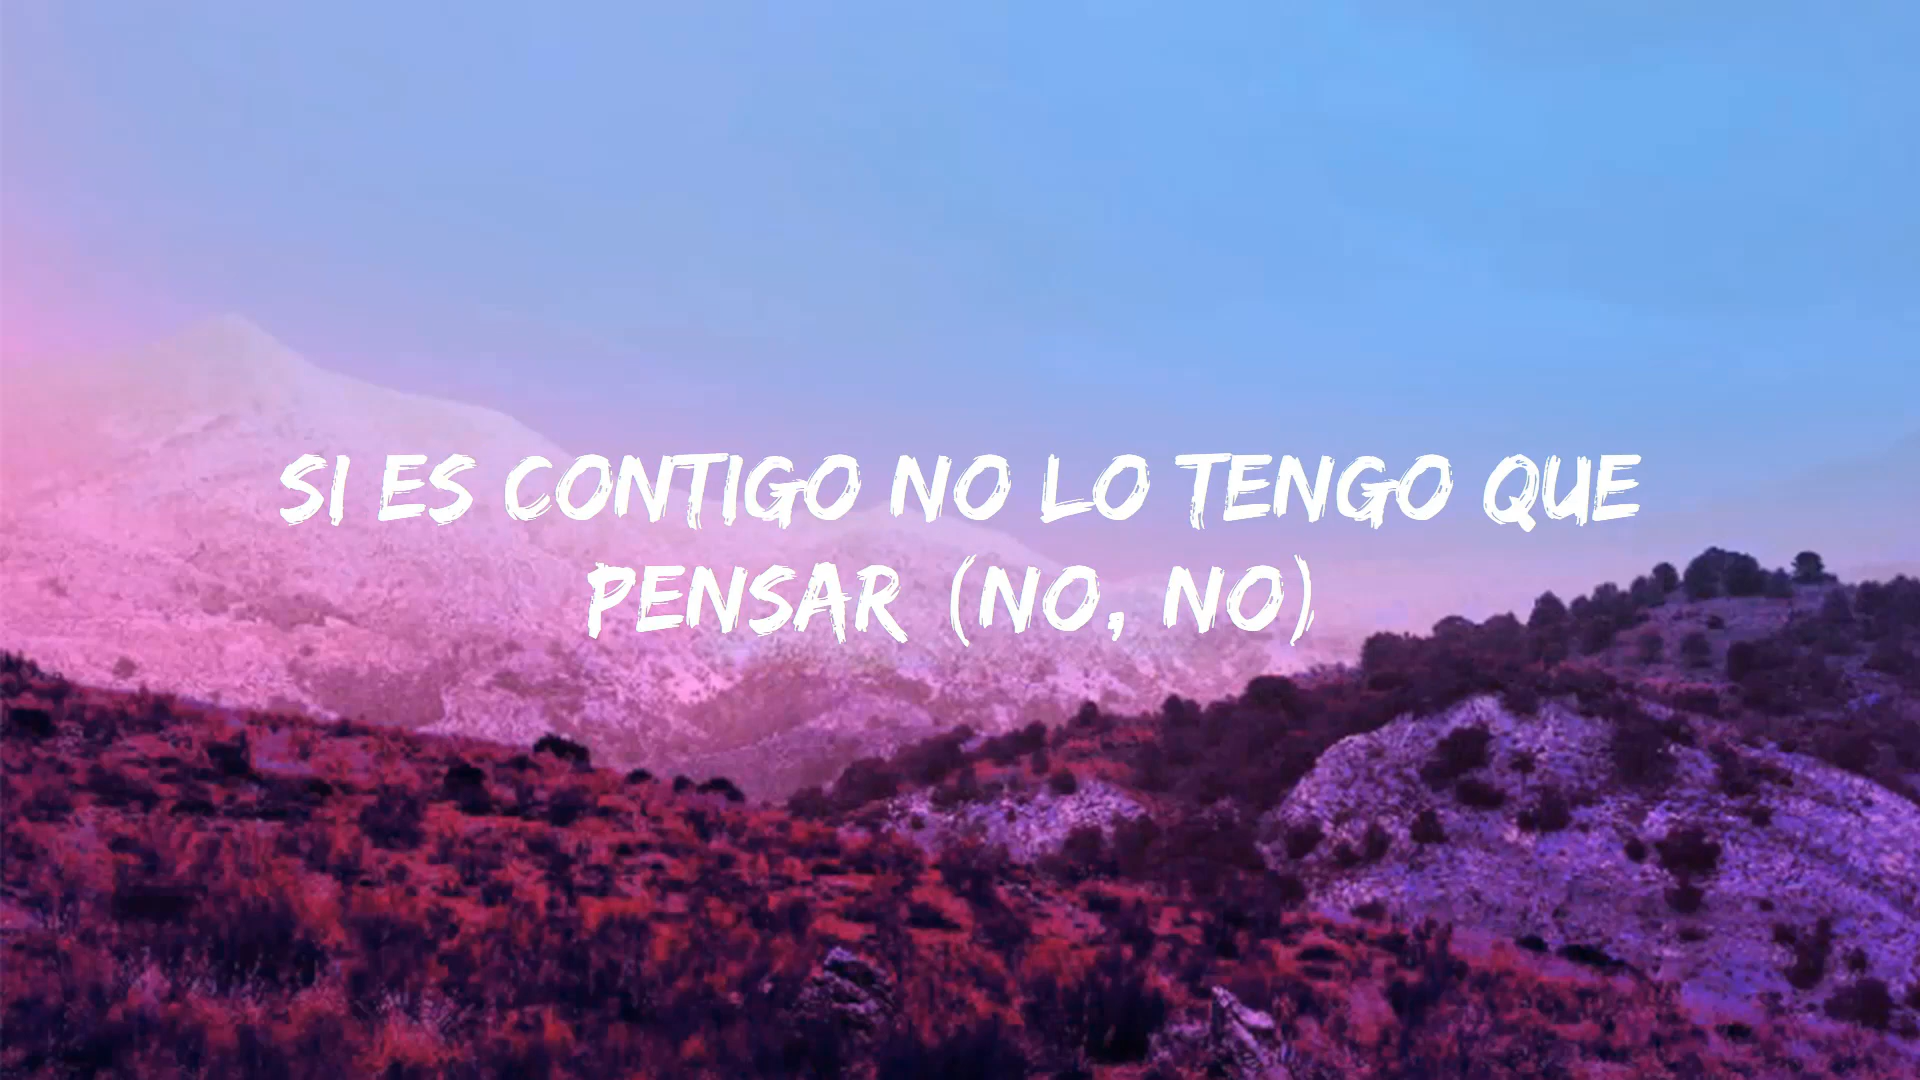 SI ES CONTIGO NO LO TENGO QUE
PENSAR (NO, NO)